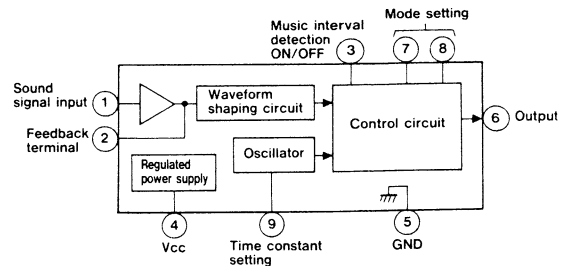 Music interval
detection
ON/OFF
Mode setting
3
7
8
Sound
signal input
1
Waveform
shaping circuit
Control circuit
6
Output
Feedback
terminal
2
Oscillator
Regulated
power supply
4
9
5
Vcc
Time constant
setting
GND